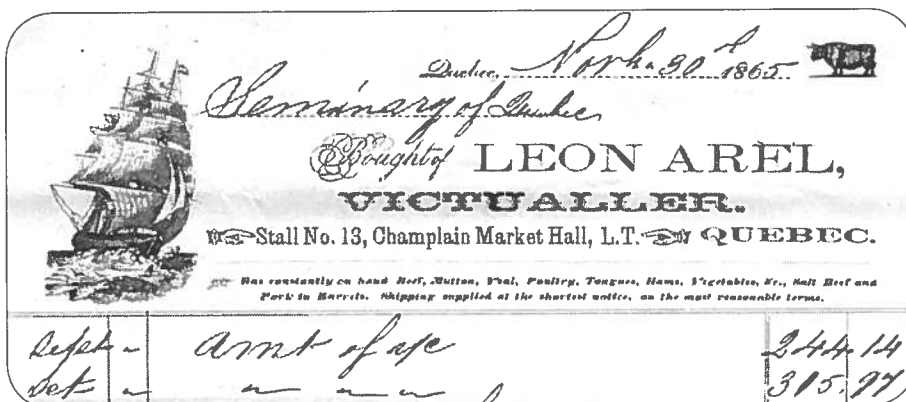 Quebec, Novbr 30th 1865
Seminary of Quebec
Bought of LEON AREL,
VICTUALLER.
Stall No. 13, Champlain Market Hall, L.T. QUEBEC.
Has constantly on hand Beef, Mutton, Veal, Poultry, Tongues, Hams, Vegetables, &c., Salt Beef and
Pork in Barrels. Shipping supplied at the shortest notice, on the most reasonable terms.
Sept " amt of a/c 244.14
Oct " " " " 315.97